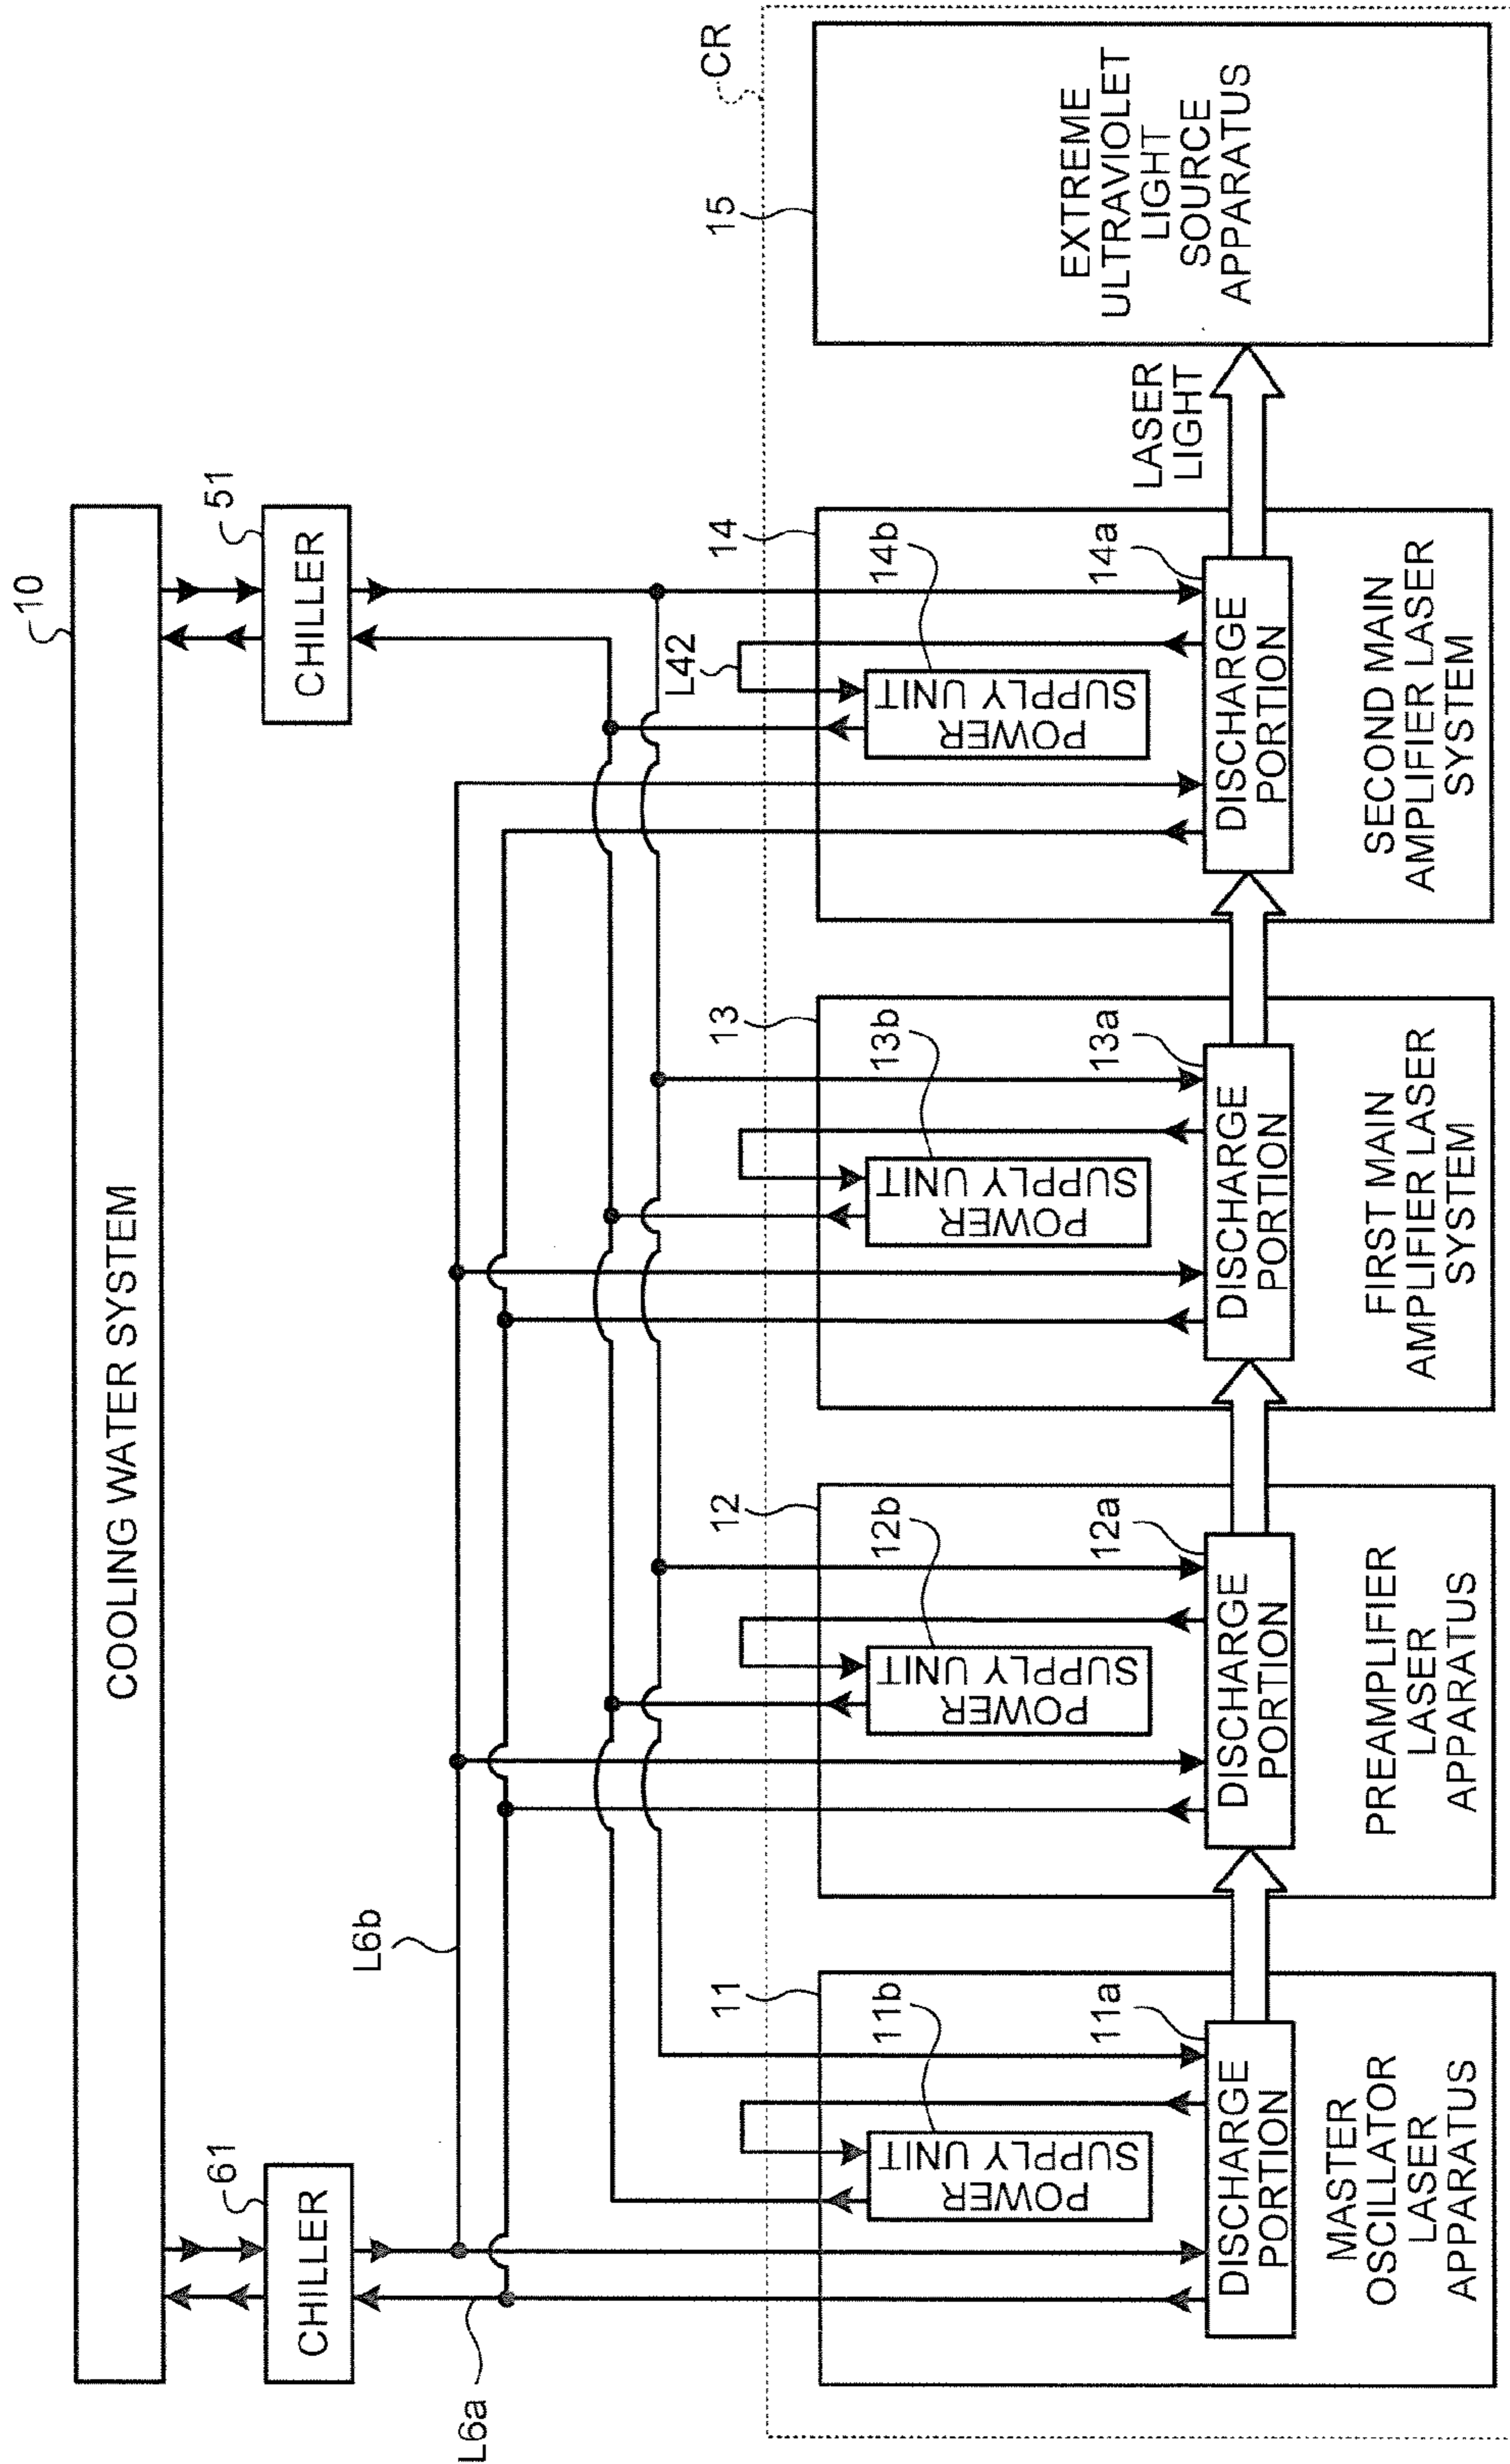 10
COOLING WATER SYSTEM
61
CHILLER
51
CHILLER
L6a
L6b
L42
CR
11
11b
POWER
SUPPLY UNIT
11a
DISCHARGE
PORTION
MASTER
OSCILLATOR
LASER
APPARATUS
12
12b
POWER
SUPPLY UNIT
12a
DISCHARGE
PORTION
PREAMPLIFIER
LASER
APPARATUS
13
13b
POWER
SUPPLY UNIT
13a
DISCHARGE
PORTION
FIRST MAIN
AMPLIFIER LASER
SYSTEM
14
14b
POWER
SUPPLY UNIT
14a
DISCHARGE
PORTION
SECOND MAIN
AMPLIFIER LASER
SYSTEM
LASER
LIGHT
15
EXTREME
ULTRAVIOLET
LIGHT
SOURCE
APPARATUS